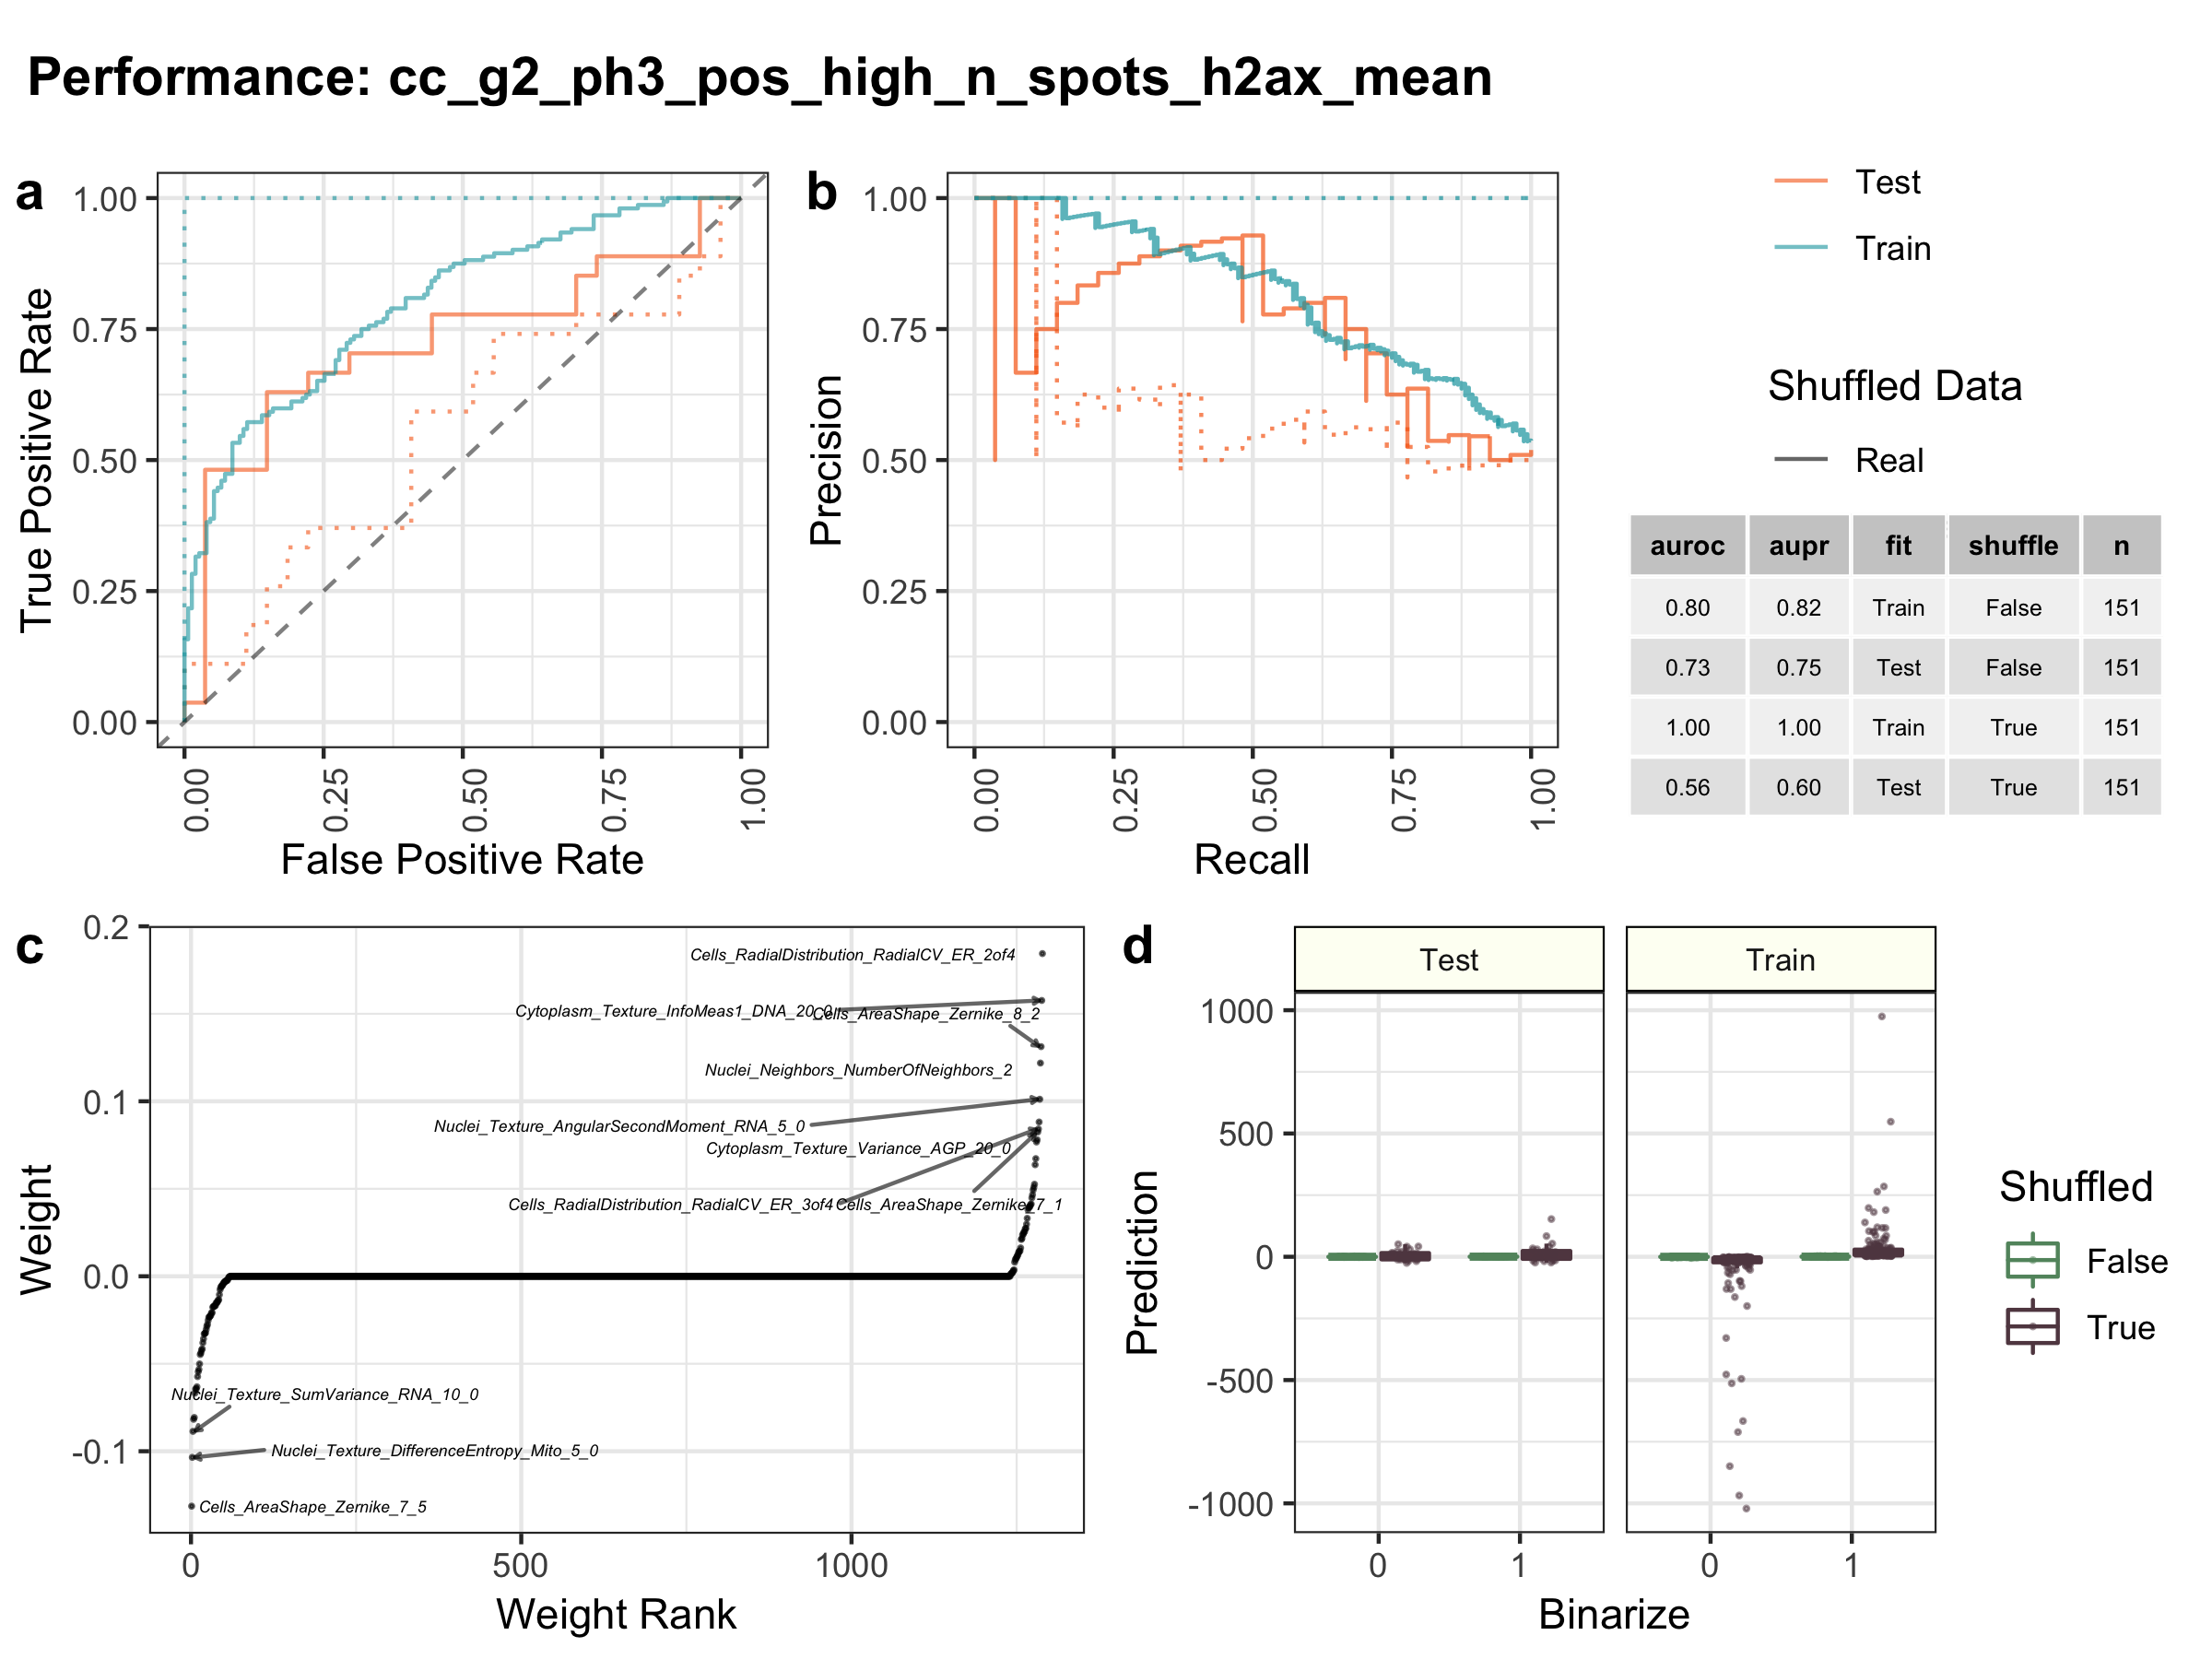 Performance: cc_g2_ph3_pos_high_n_spots_h2ax_mean
a
True Positive Rate
1.00
0.75
0.50
0.25
0.00
0.00
0.25
0.50
0.75
1.00
False Positive Rate
b
Precision
1.00
0.75
0.50
0.25
0.00
0.00
0.25
0.50
0.75
1.00
Recall
Test
Train
Shuffled Data
Real
auroc aupr fit shuffle n
0.80 0.82 Train False 151
0.73 0.75 Test False 151
1.00 1.00 Train True 151
0.56 0.60 Test True 151
c
Weight
0.2
0.1
0.0
-0.1
Cells_RadialDistribution_RadialCV_ER_2of4
Cytoplasm_Texture_InfoMeas1_DNA_20_0
Cells_AreaShape_Zernike_8_2
Nuclei_Neighbors_NumberOfNeighbors_2
Nuclei_Texture_AngularSecondMoment_RNA_5_0
Cytoplasm_Texture_Variance_AGP_20_0
Cells_RadialDistribution_RadialCV_ER_3of4
Cells_AreaShape_Zernike_7_1
Nuclei_Texture_SumVariance_RNA_10_0
Nuclei_Texture_DifferenceEntropy_Mito_5_0
Cells_AreaShape_Zernike_7_5
0
500
1000
Weight Rank
d
Test
Train
Prediction
1000
500
0
-500
-1000
0
1
0
1
Binarize
Shuffled
False
True